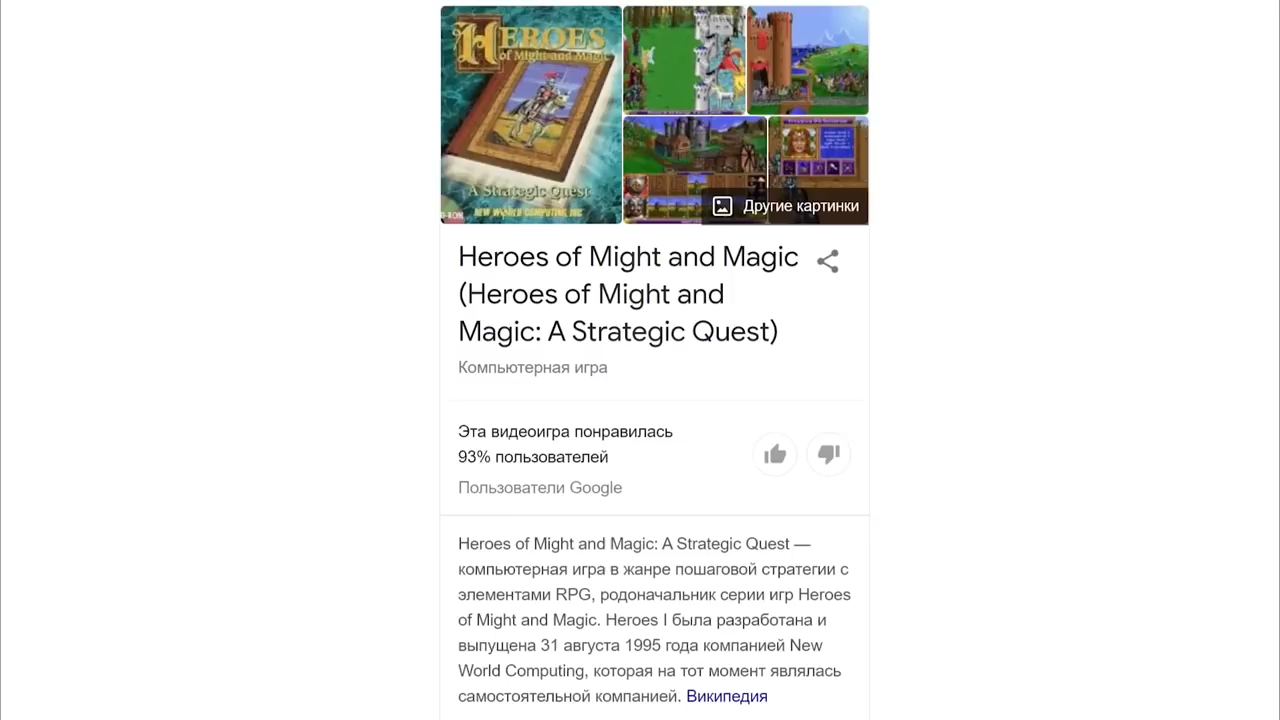 HEROES
of Might and Magic
A Strategic Quest
NEW WORLD COMPUTING, INC
Другие картинки
Heroes of Might and Magic
(Heroes of Might and
Magic: A Strategic Quest)
Компьютерная игра
Эта видеоигра понравилась
93% пользователей
Пользователи Google
Heroes of Might and Magic: A Strategic Quest —
компьютерная игра в жанре пошаговой стратегии с
элементами RPG, родоначальник серии игр Heroes
of Might and Magic. Heroes I была разработана и
выпущена 31 августа 1995 года компанией New
World Computing, которая на тот момент являлась
самостоятельной компанией. Википедия